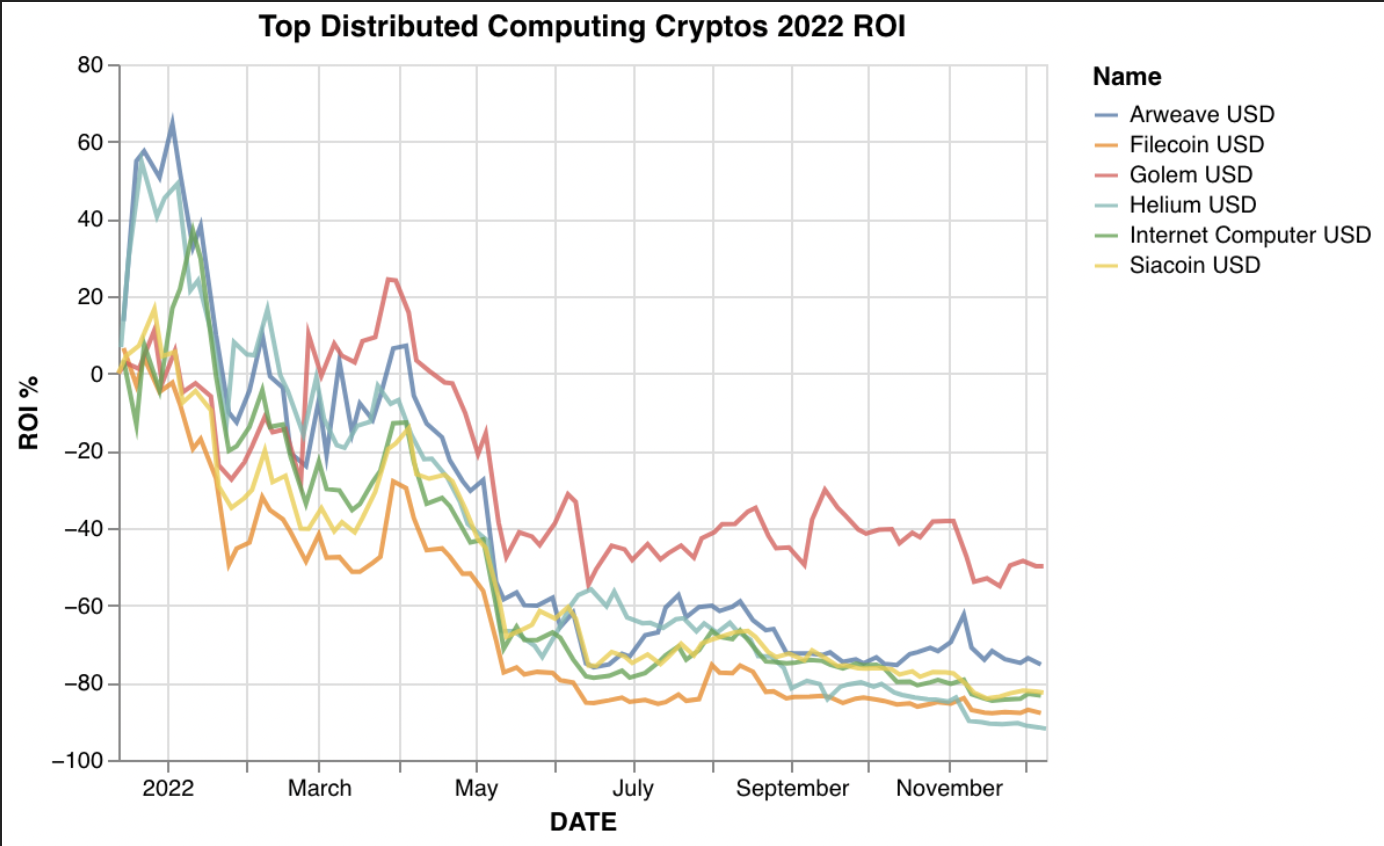 Top Distributed Computing Cryptos 2022 ROI
Name
Arweave USD
Filecoin USD
Golem USD
Helium USD
Internet Computer USD
Siacoin USD
80
60
40
20
0
−20
−40
−60
−80
−100
ROI %
2022 March May July September November
DATE